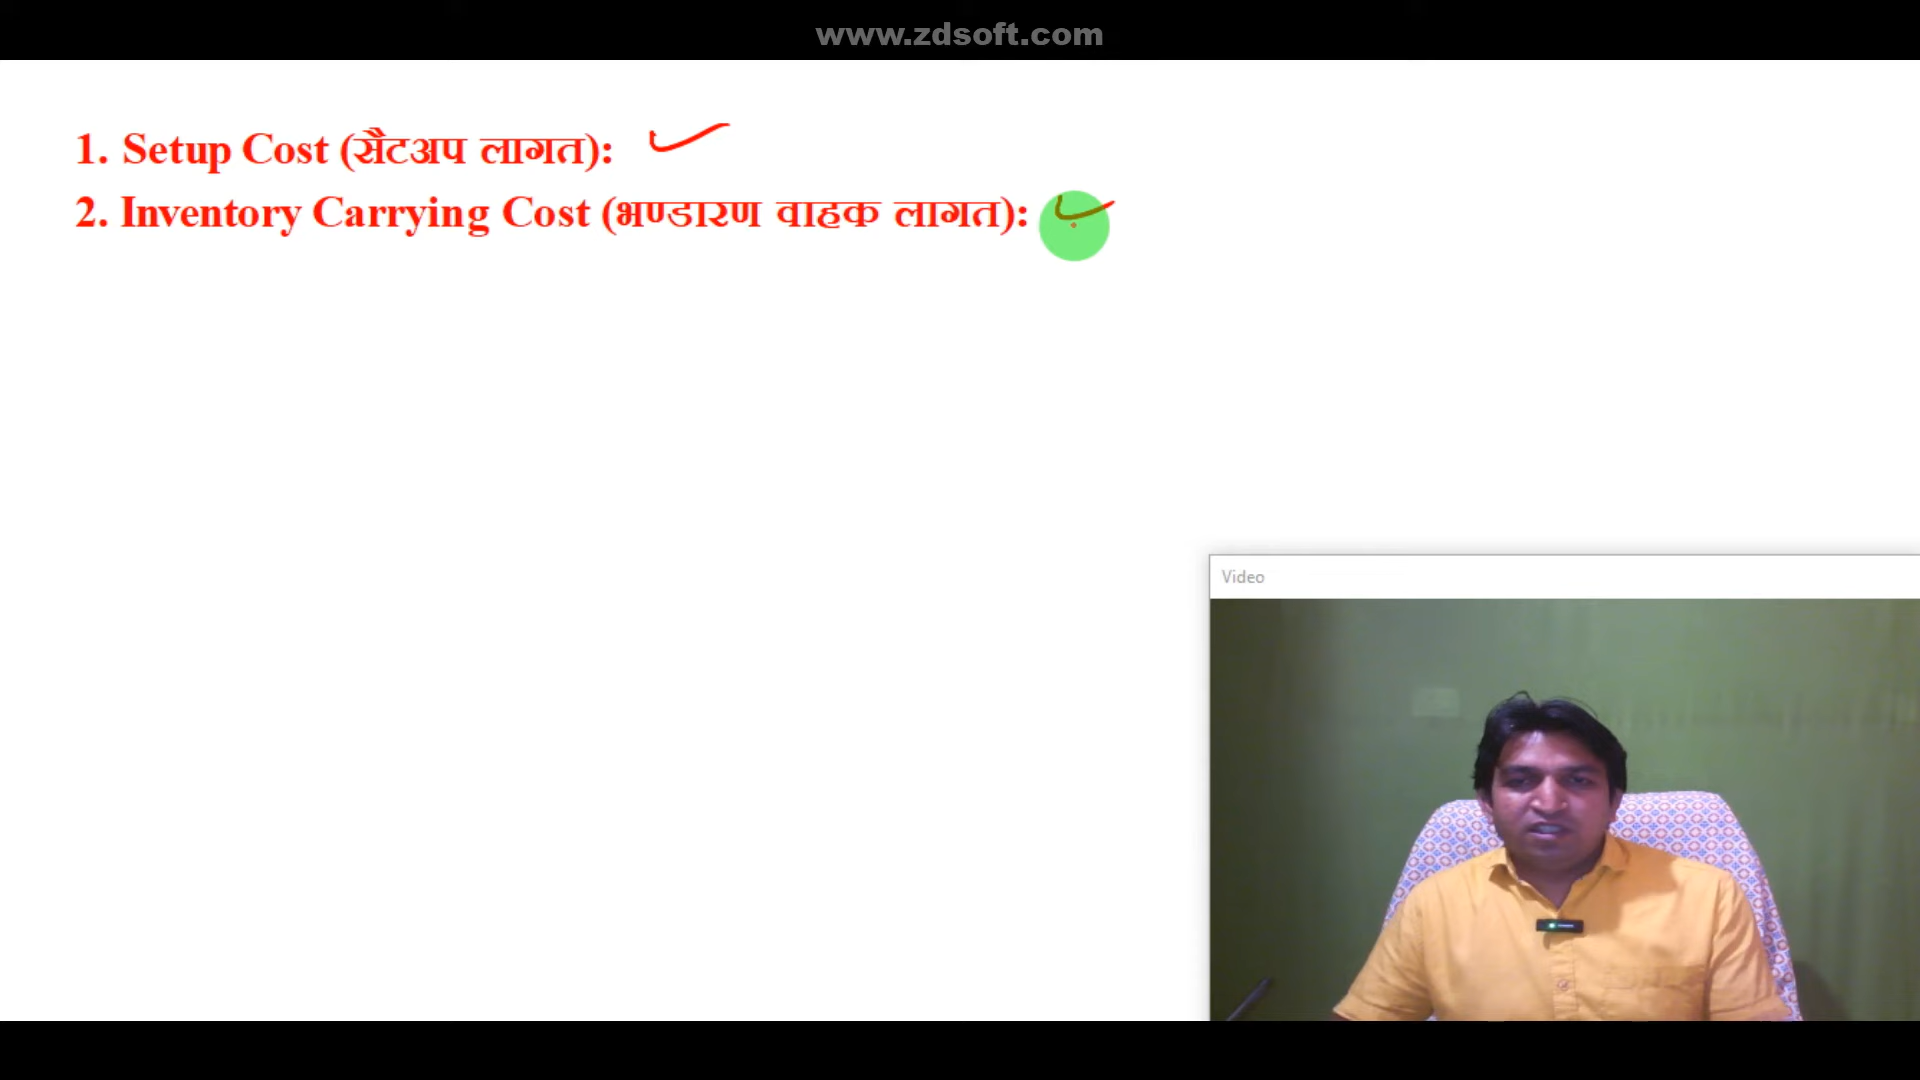 www.zdsoft.com
1. Setup Cost (सैटअप लागत):
2. Inventory Carrying Cost (भण्डारण वाहक लागत):
Video